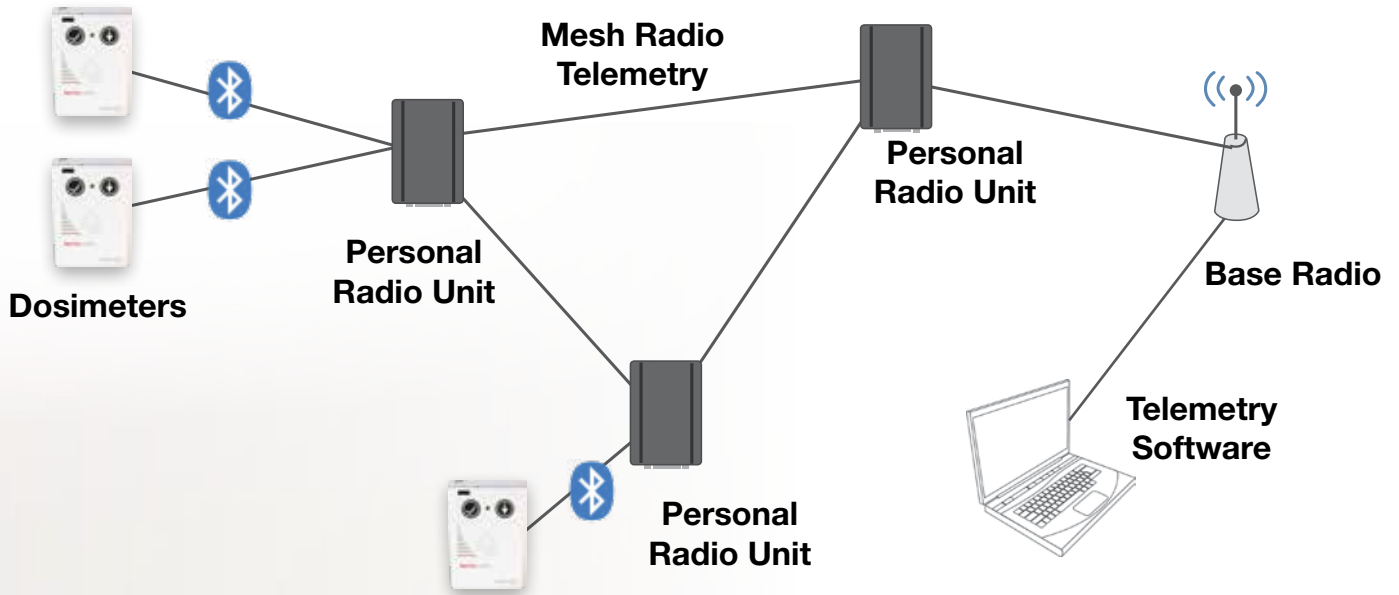 Mesh Radio
Telemetry
Personal
Radio Unit
Personal
Radio Unit
Dosimeters
Base Radio
Telemetry
Software
Personal
Radio Unit